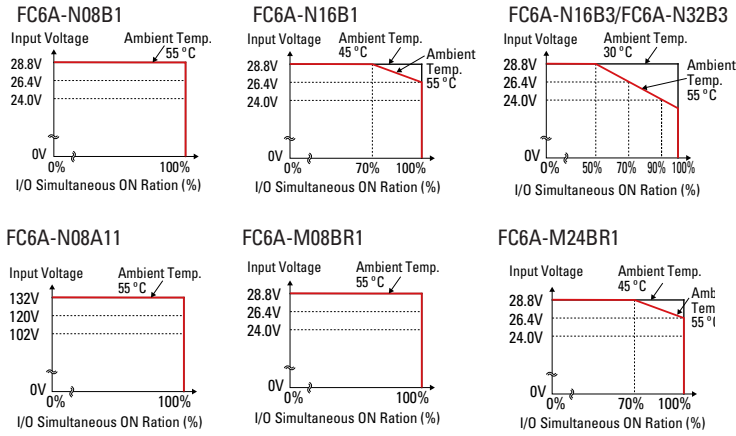 FC6A-N08B1
Input Voltage
Ambient Temp.
55 °C
28.8V
26.4V
24.0V
0V
0%
100%
I/O Simultaneous ON Ration (%)
FC6A-N16B1
Input Voltage
Ambient Temp.
45 °C
Ambient
Temp.
55 °C
28.8V
26.4V
24.0V
0V
0%
70%
100%
I/O Simultaneous ON Ration (%)
FC6A-N16B3/FC6A-N32B3
Input Voltage
Ambient Temp.
30 °C
Ambient
Temp.
55 °C
28.8V
26.4V
24.0V
0V
0%
50%
70%
90%
100%
I/O Simultaneous ON Ration (%)
FC6A-N08A11
Input Voltage
Ambient Temp.
55 °C
132V
120V
102V
0V
0%
100%
I/O Simultaneous ON Ration (%)
FC6A-M08BR1
Input Voltage
Ambient Temp.
55 °C
28.8V
26.4V
24.0V
0V
0%
100%
I/O Simultaneous ON Ration (%)
FC6A-M24BR1
Input Voltage
Ambient Temp.
45 °C
55 °
28.8V
26.4V
24.0V
0V
0%
70%
100%
I/O Simultaneous ON Ration (%)